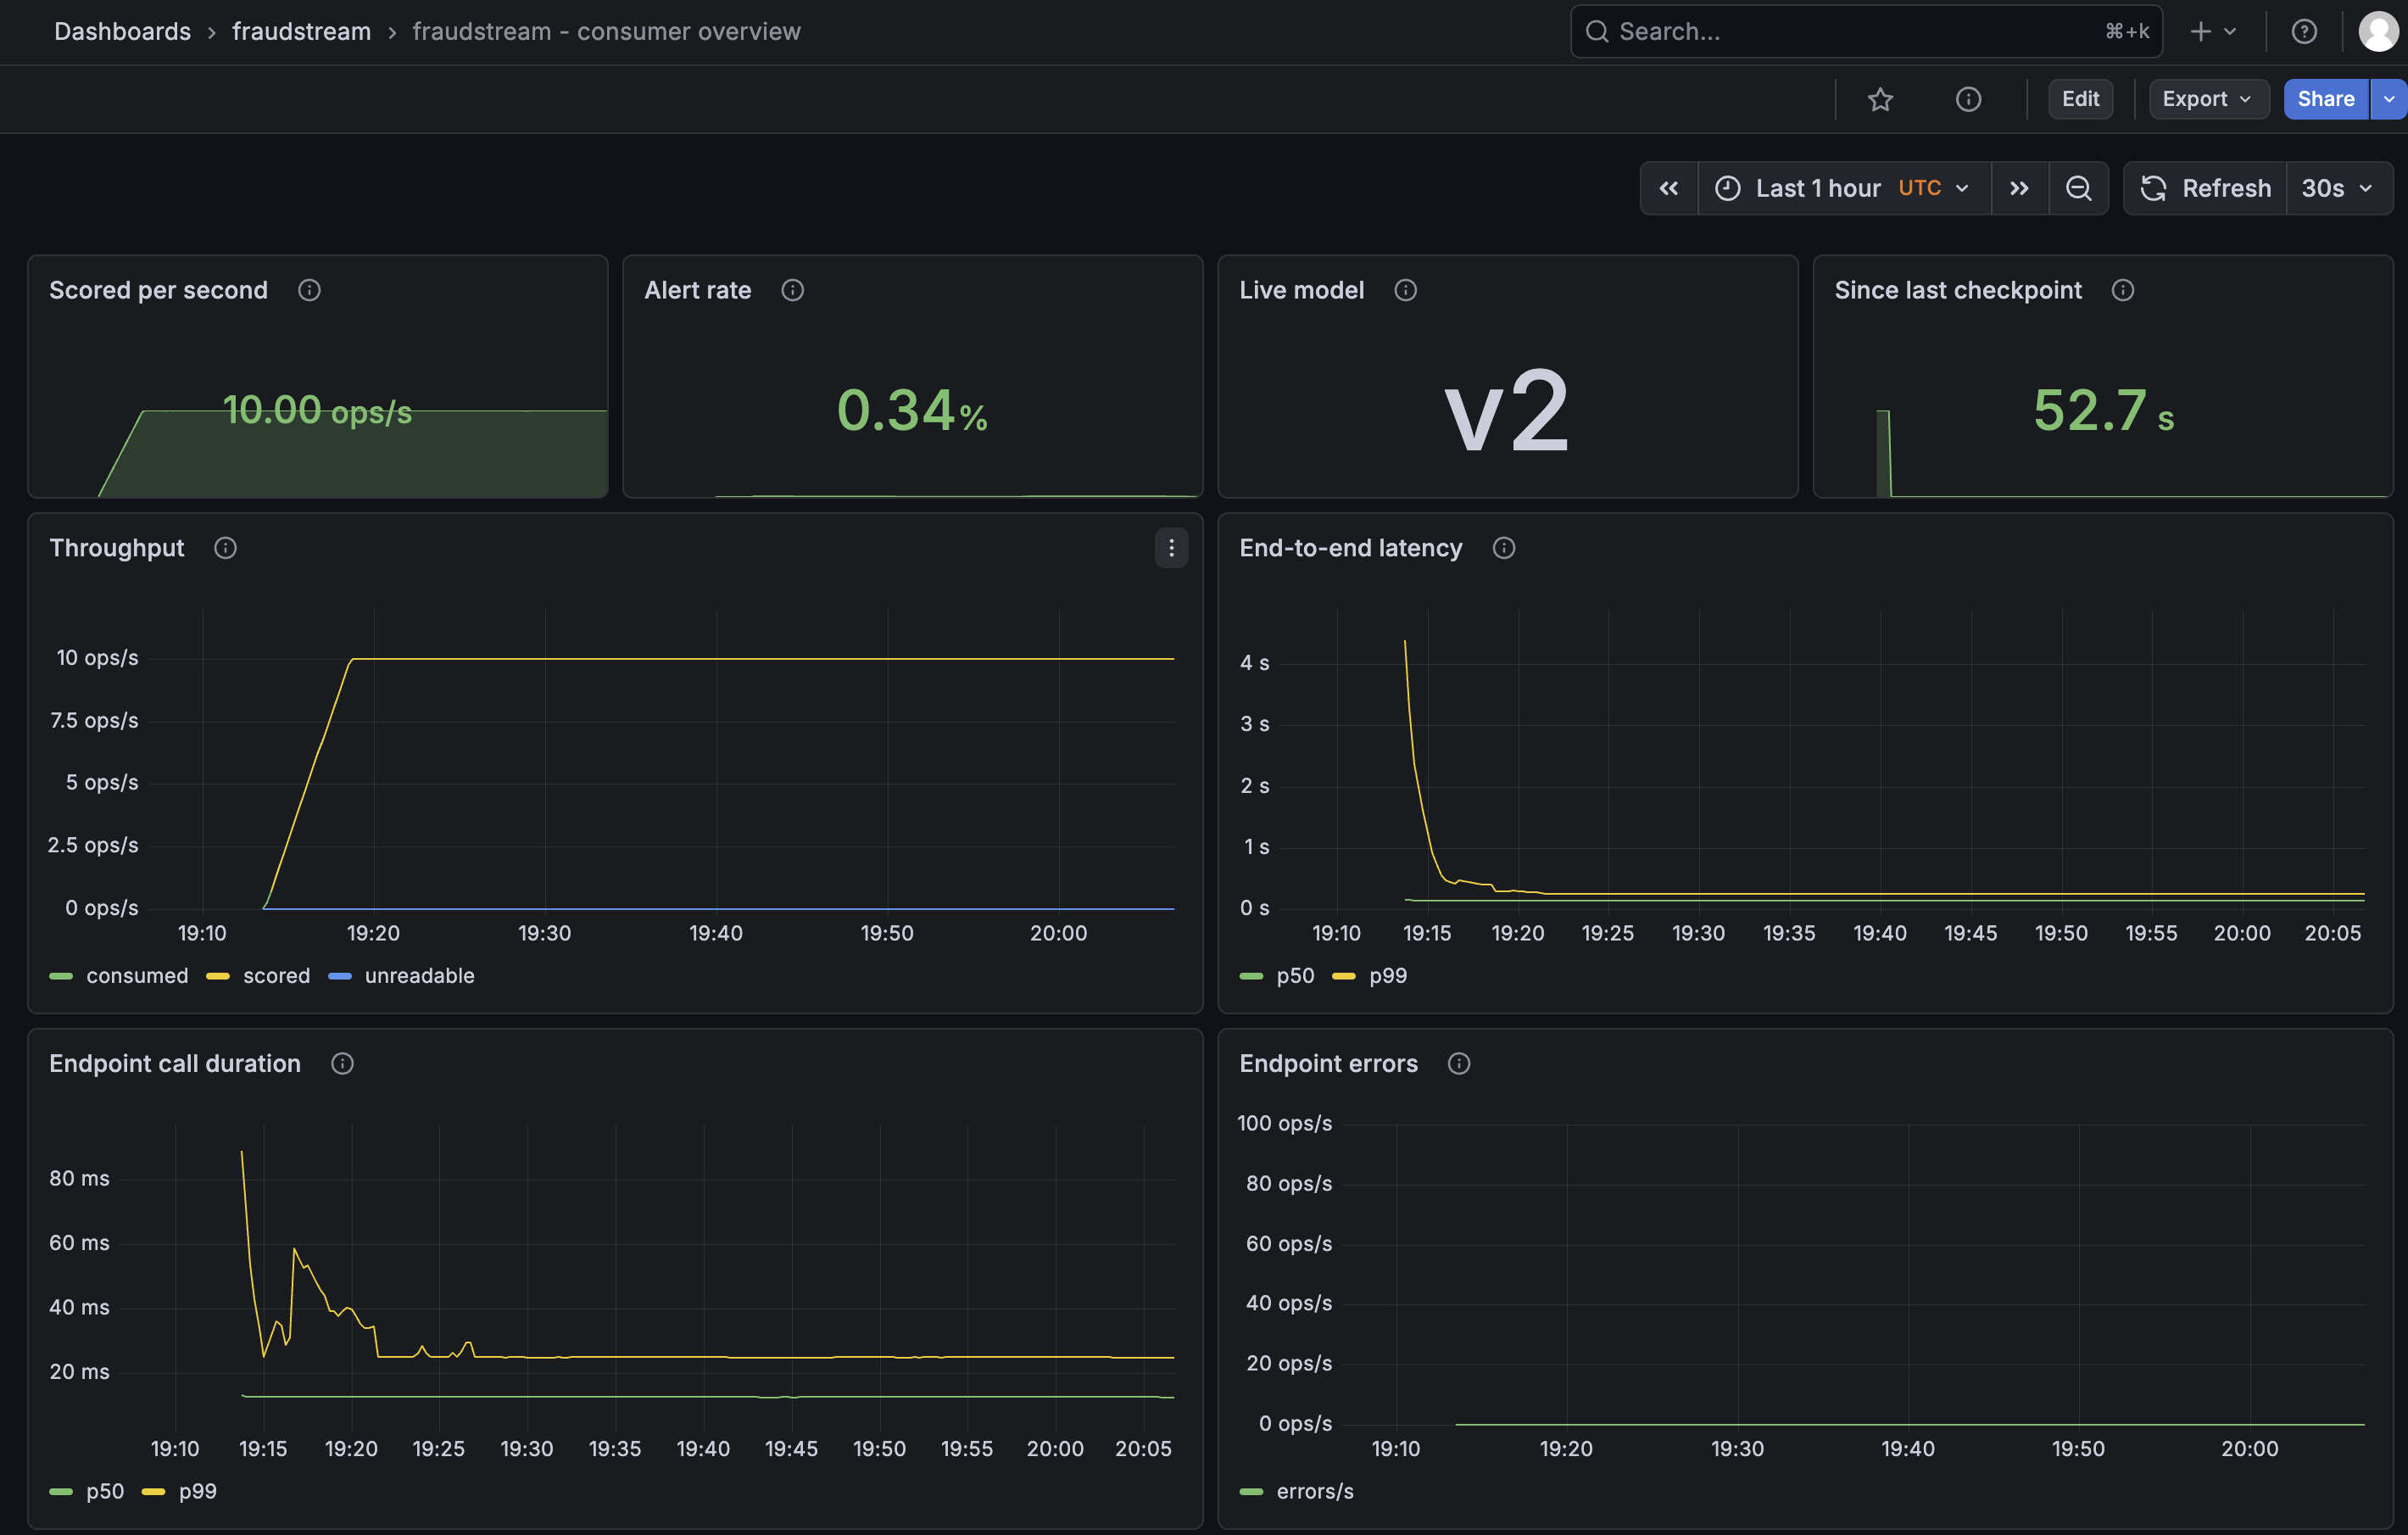 Dashboards › fraudstream › fraudstream - consumer overview
Search...
⌘+k
Edit
Export
Share
Last 1 hour UTC
Refresh
30s
Scored per second
10.00 ops/s
Alert rate
0.34%
Live model
v2
Since last checkpoint
52.7 s
Throughput
10 ops/s
7.5 ops/s
5 ops/s
2.5 ops/s
0 ops/s
19:10 19:20 19:30 19:40 19:50 20:00
consumed scored unreadable
End-to-end latency
4 s
3 s
2 s
1 s
0 s
19:10 19:15 19:20 19:25 19:30 19:35 19:40 19:45 19:50 19:55 20:00 20:05
p50 p99
Endpoint call duration
80 ms
60 ms
40 ms
20 ms
19:10 19:15 19:20 19:25 19:30 19:35 19:40 19:45 19:50 19:55 20:00 20:05
p50 p99
Endpoint errors
100 ops/s
80 ops/s
60 ops/s
40 ops/s
20 ops/s
0 ops/s
19:10 19:20 19:30 19:40 19:50 20:00
errors/s